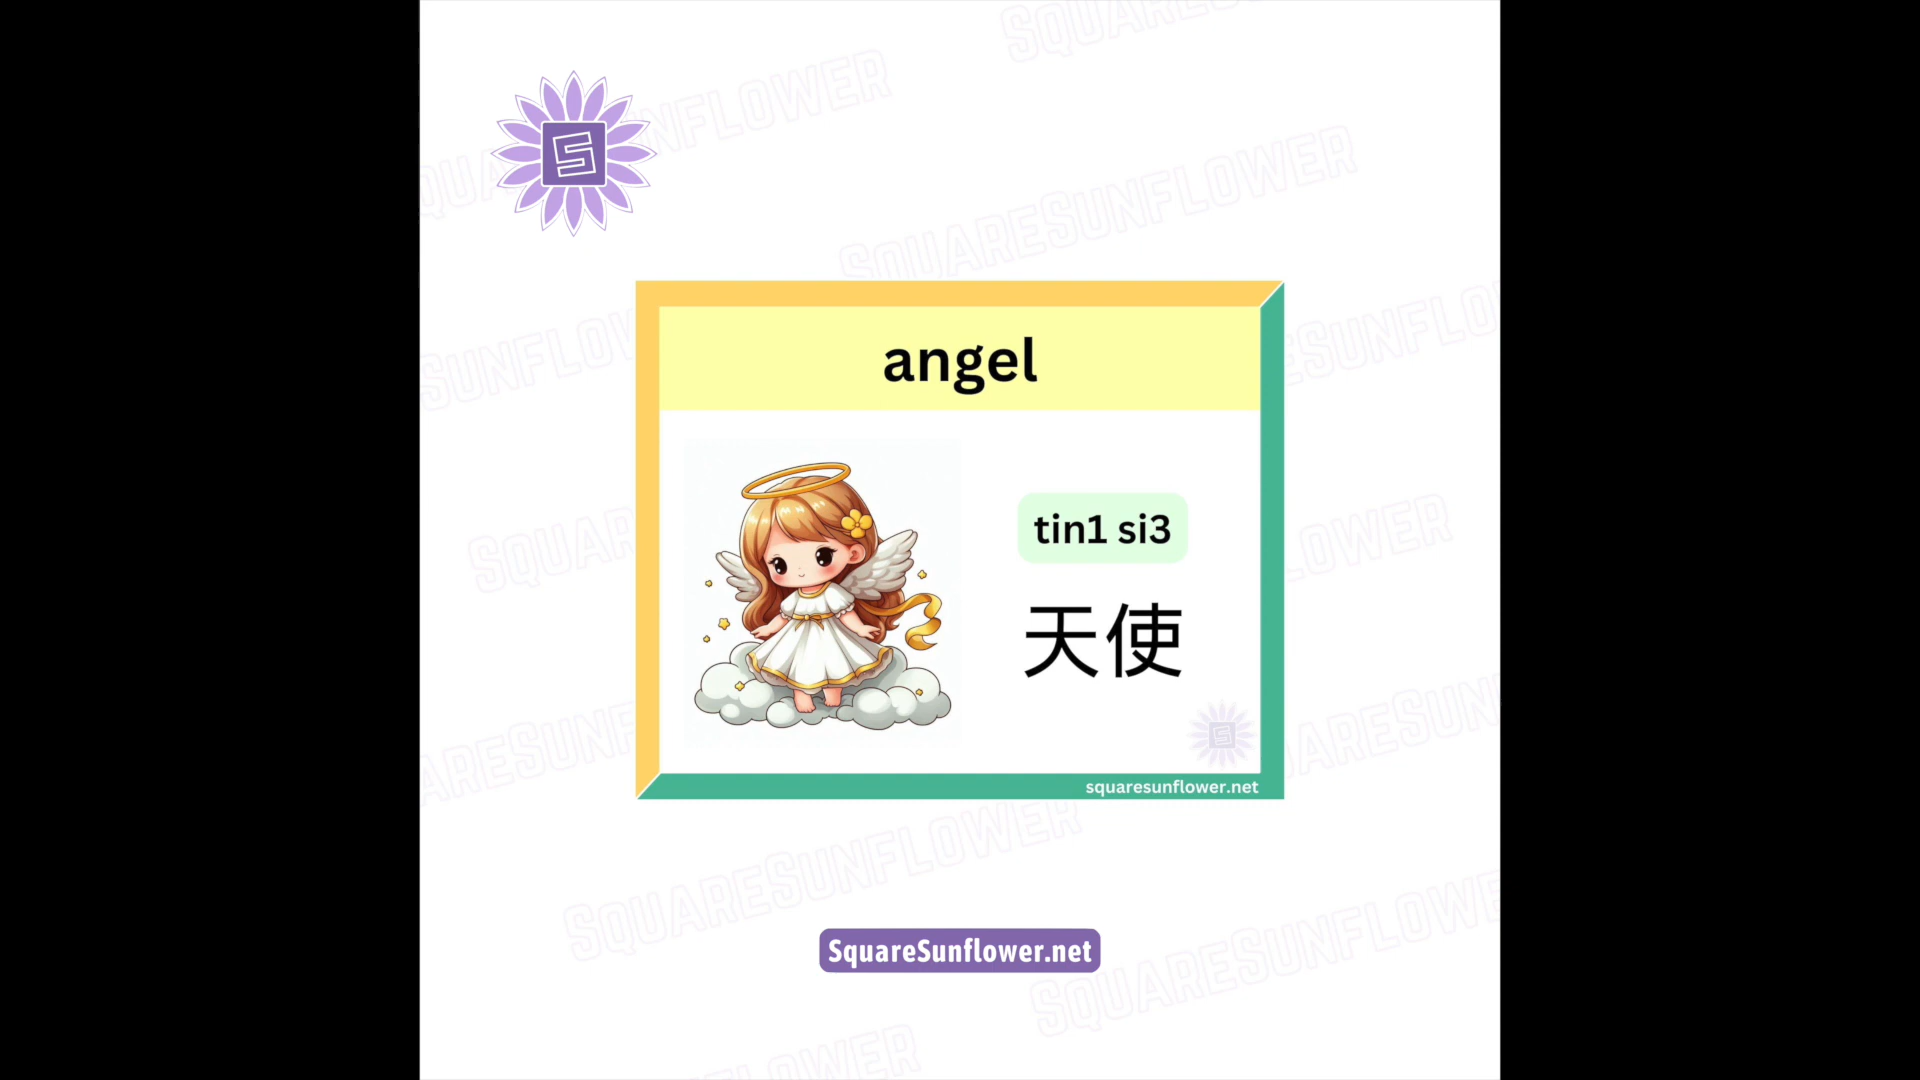 angel
tin1 si3
天使
squaresunflower.net
SquareSunflower.net